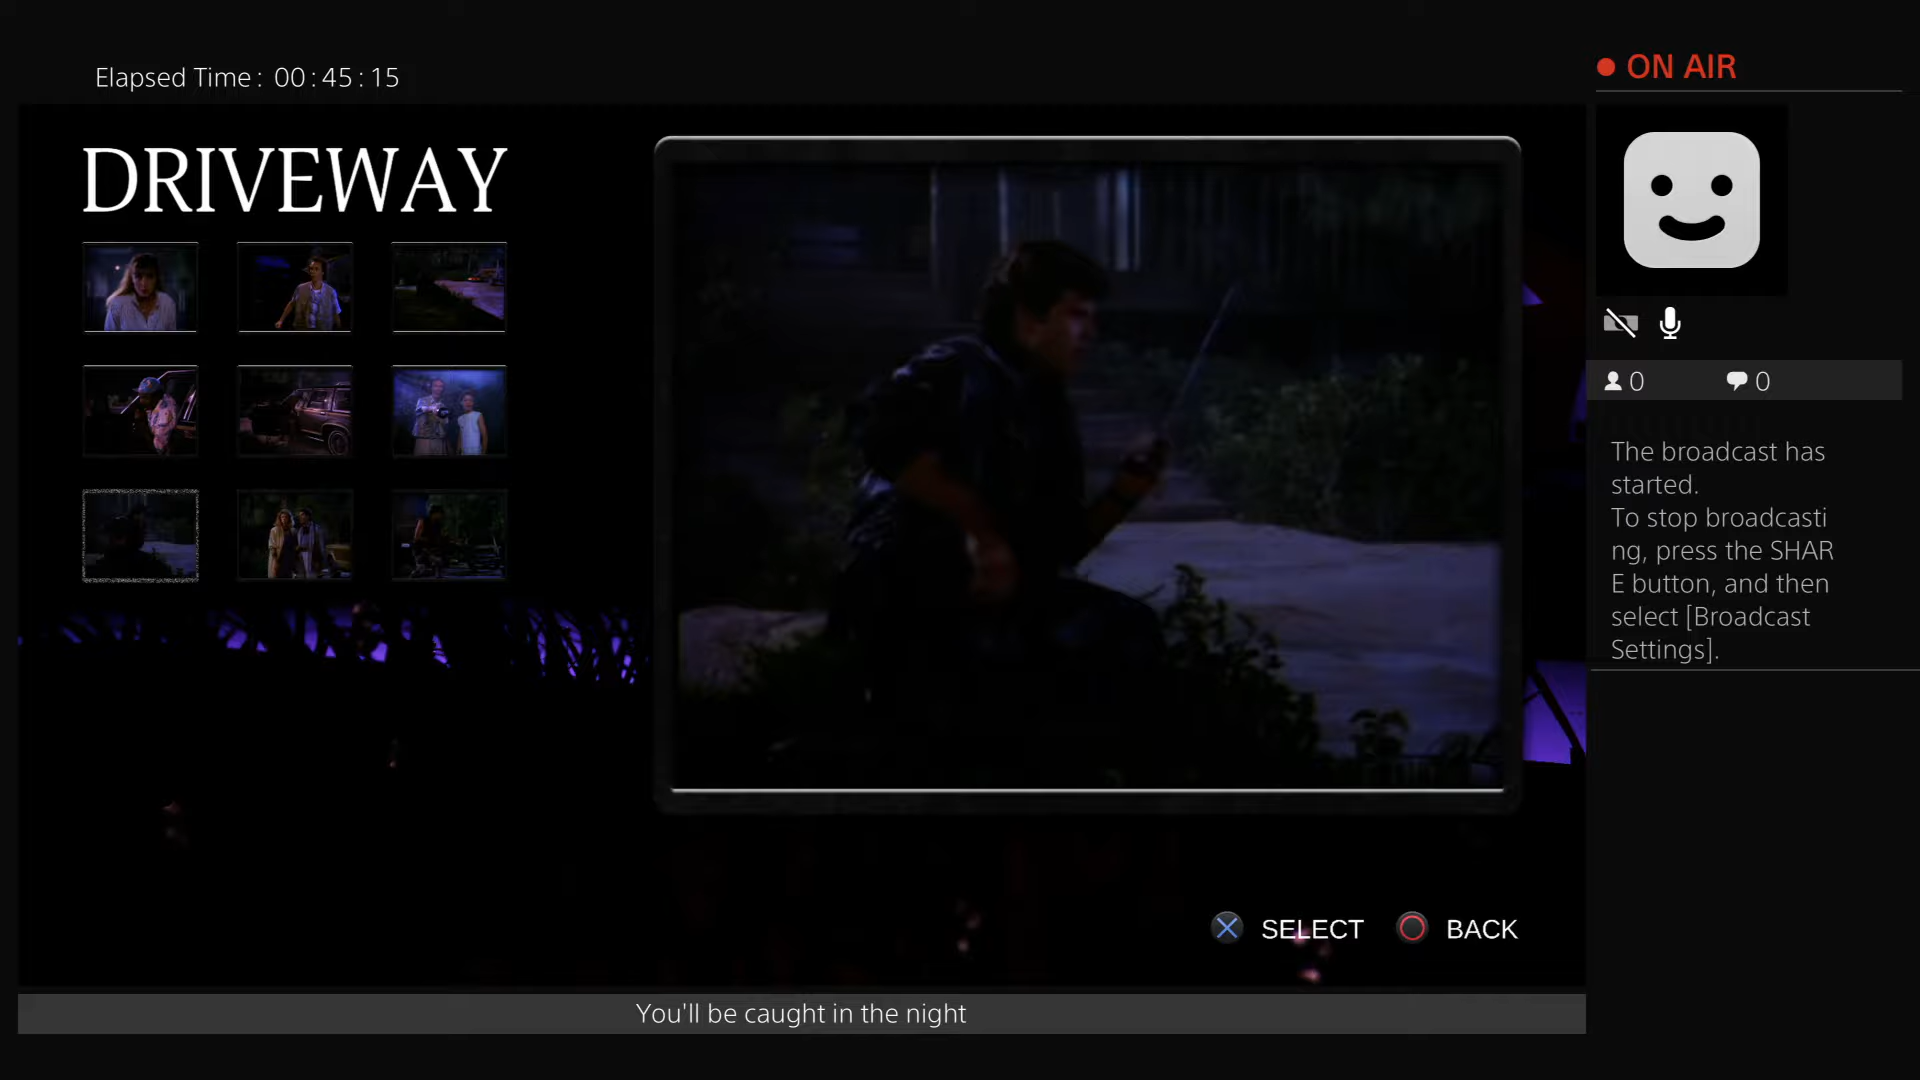 Elapsed Time: 00:45:15
ON AIR
DRIVEWAY
0 0
The broadcast has
started.
To stop broadcasti
ng, press the SHAR
E button, and then
select [Broadcast
Settings].
SELECT BACK
You'll be caught in the night